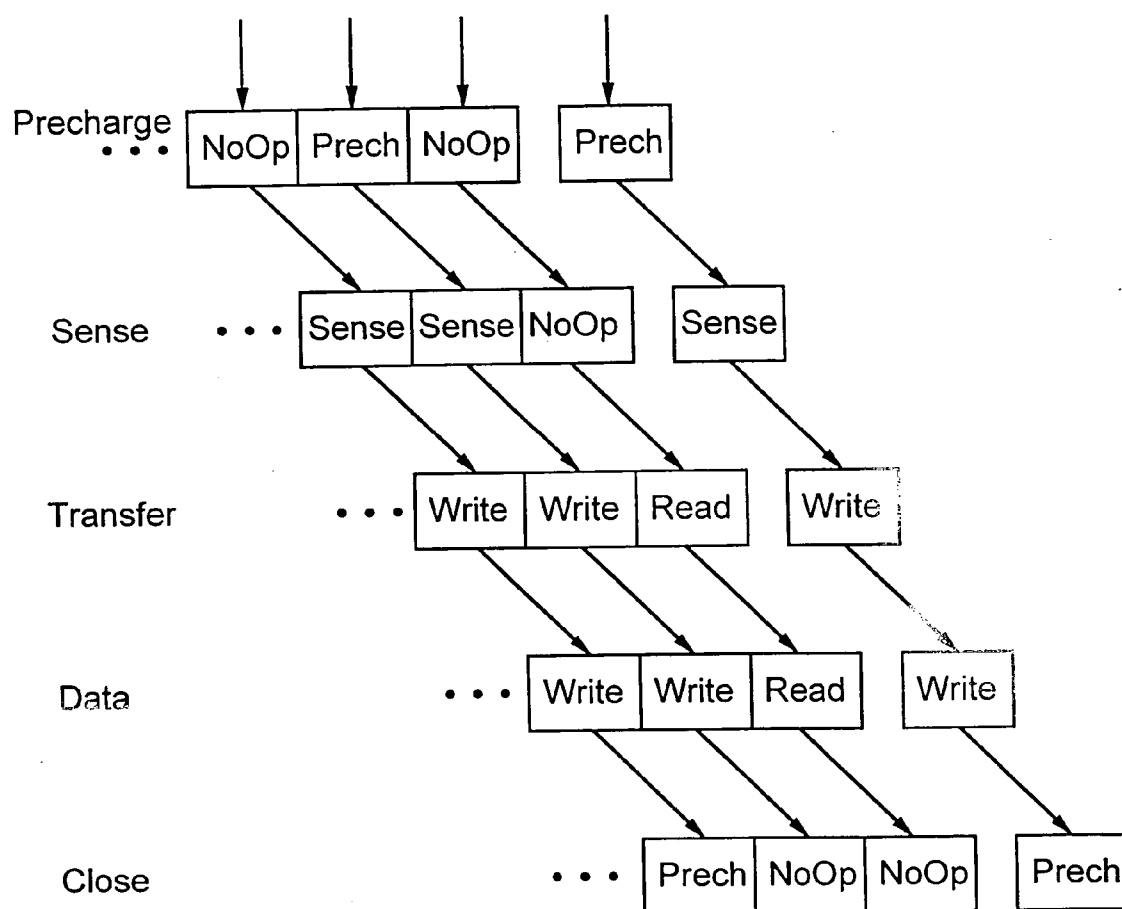 Precharge
••• NoOp Prech NoOp Prech
Sense ••• Sense Sense NoOp Sense
Transfer ••• Write Write Read Write
Data ••• Write Write Read Write
Close ••• Prech NoOp NoOp Prech